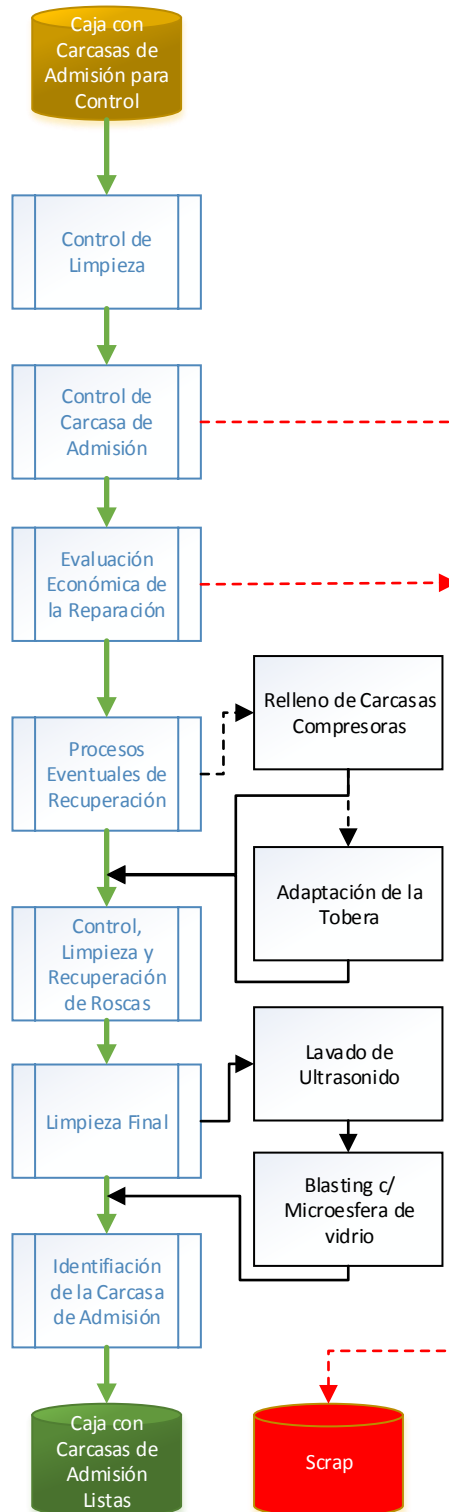 Caja con
Carcasas de
Admisión para
Control
Control de
Limpieza
Control de
Carcasa de
Admisión
Evaluación
Económica de
la Reparación
Relleno de Carcasas
Compresoras
Procesos
Eventuales de
Recuperación
Adaptación de la
Tobera
Control,
Limpieza y
Recuperación
de Roscas
Lavado de
Ultrasonido
Limpieza Final
Blasting c/
Microesfera de
vidrio
Identifiación
de la Carcasa
de Admisión
Caja con
Carcasas de
Admisión
Listas
Scrap